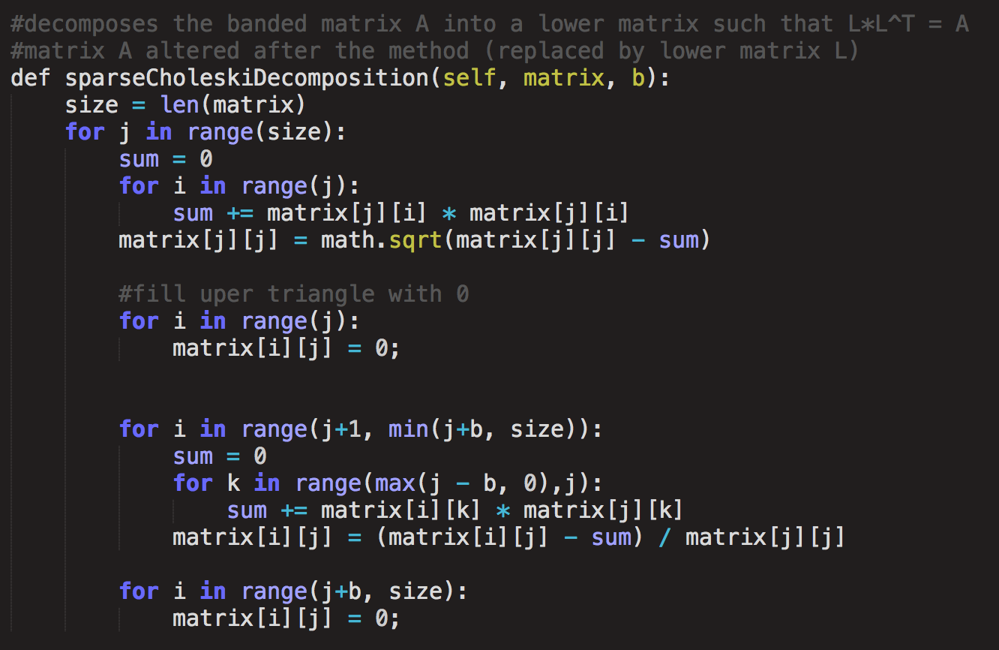 #decomposes the banded matrix A into a lower matrix such that L*L^T = A
#matrix A altered after the method (replaced by lower matrix L)
def sparseCholeskiDecomposition(self, matrix, b):
    size = len(matrix)
    for j in range(size):
        sum = 0
        for i in range(j):
            sum += matrix[j][i] * matrix[j][i]
        matrix[j][j] = math.sqrt(matrix[j][j] - sum)

        #fill uper triangle with 0
        for i in range(j):
            matrix[i][j] = 0;


        for i in range(j+1, min(j+b, size)):
            sum = 0
            for k in range(max(j - b, 0),j):
                sum += matrix[i][k] * matrix[j][k]
            matrix[i][j] = (matrix[i][j] - sum) / matrix[j][j]

        for i in range(j+b, size):
            matrix[i][j] = 0;